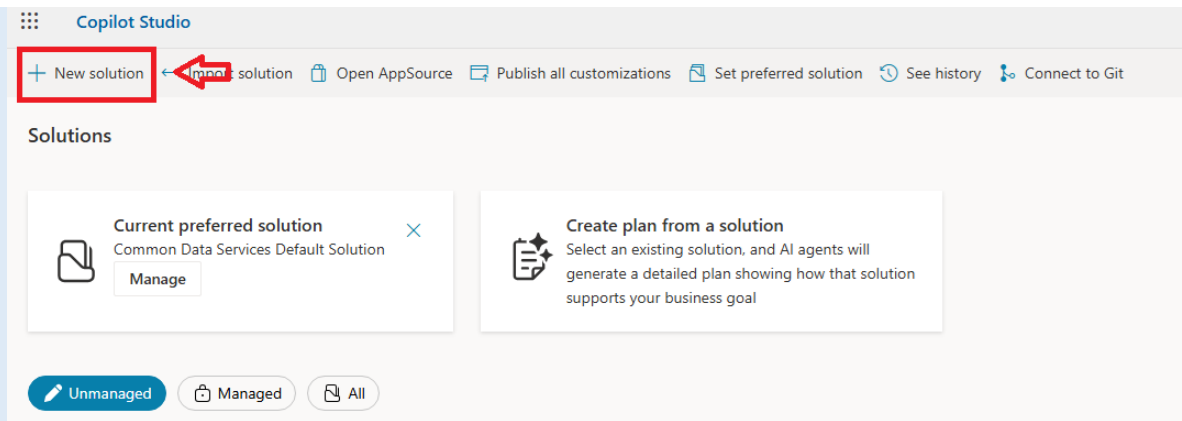 Copilot Studio
New solution Import solution Open AppSource Publish all customizations Set preferred solution See history Connect to Git
Solutions
Current preferred solution
Common Data Services Default Solution
Manage
Create plan from a solution
Select an existing solution, and AI agents will
generate a detailed plan showing how that solution
supports your business goal
Unmanaged Managed All